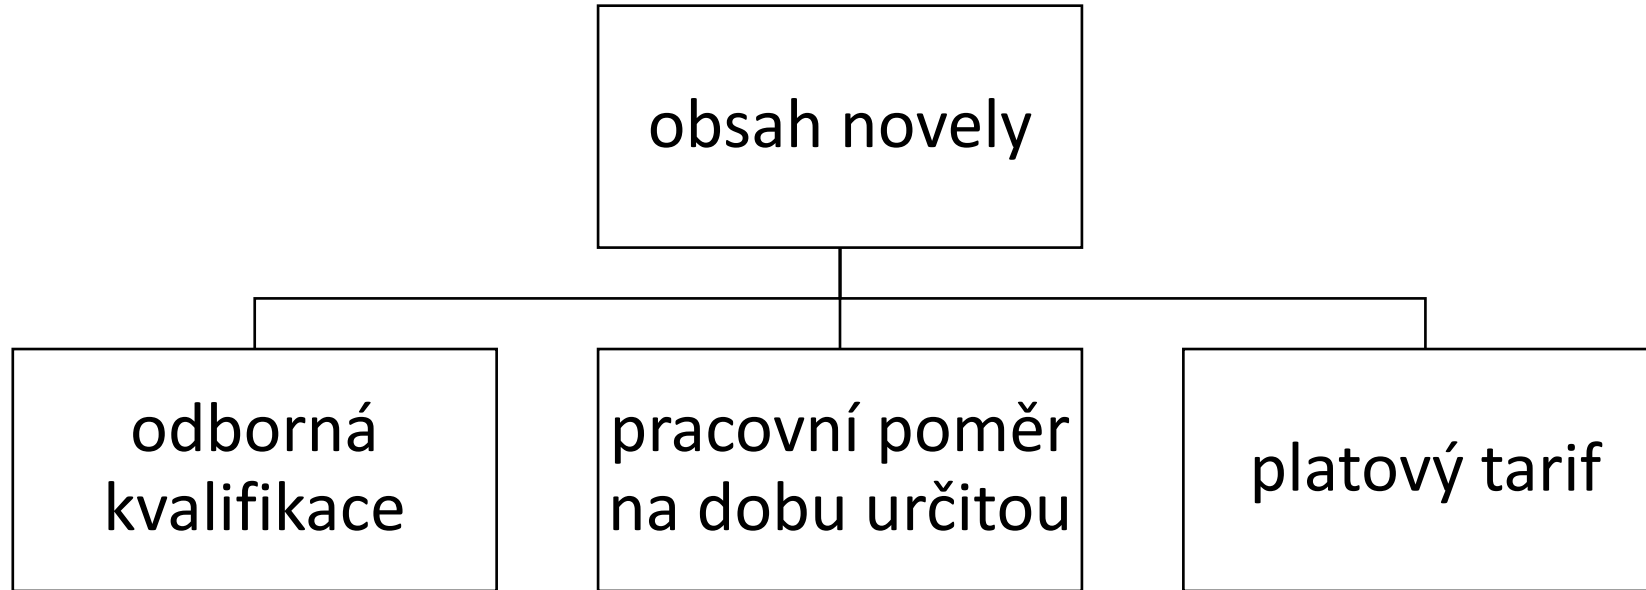 obsah novely
odborná
kvalifikace
pracovní poměr
na dobu určitou
platový tarif